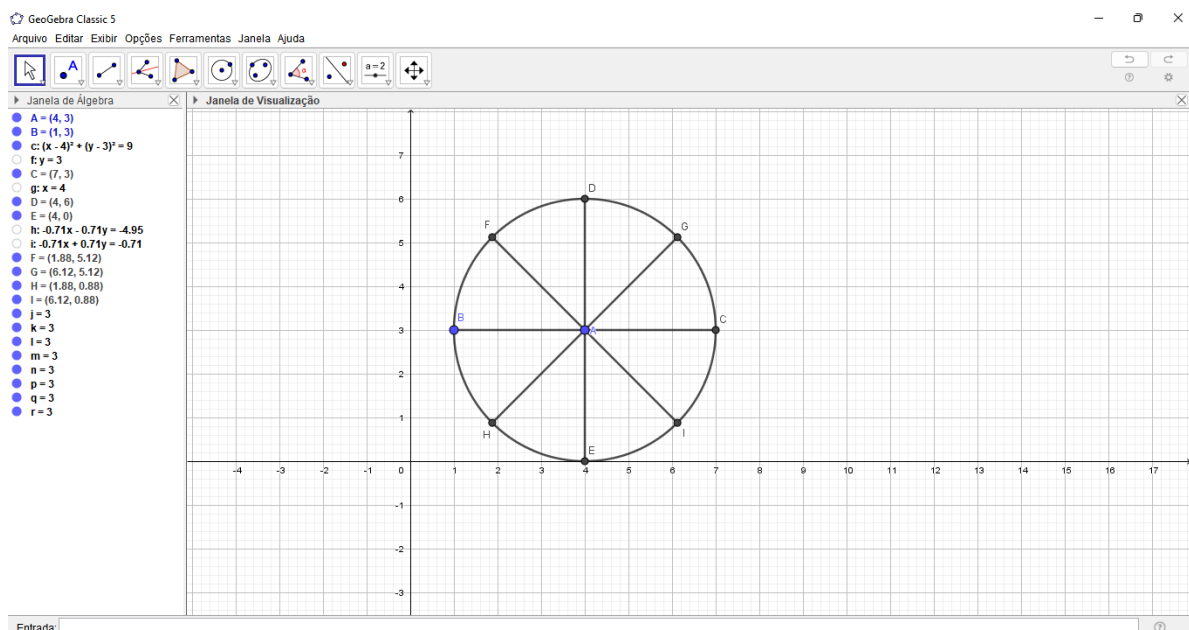 GeoGebra Classic 5
Arquivo Editar Exibir Opções Ferramentas Janela Ajuda
A
α
a=2
Janela de Álgebra
Janela de Visualização
A = (4, 3)
B = (1, 3)
c: (x - 4)² + (y - 3)² = 9
f: y = 3
C = (7, 3)
g: x = 4
D = (4, 6)
E = (4, 0)
h: -0.71x - 0.71y = -4.95
i: -0.71x + 0.71y = -0.71
F = (1.88, 5.12)
G = (6.12, 5.12)
H = (1.88, 0.88)
I = (6.12, 0.88)
j = 3
k = 3
l = 3
m = 3
n = 3
p = 3
q = 3
r = 3
7
6
5
4
3
2
1
-1
-2
-3
D
F
G
B
A
C
H
I
E
-4 -3 -2 -1 0 1 2 3 4 5 6 7 8 9 10 11 12 13 14 15 16 17
Entrada: